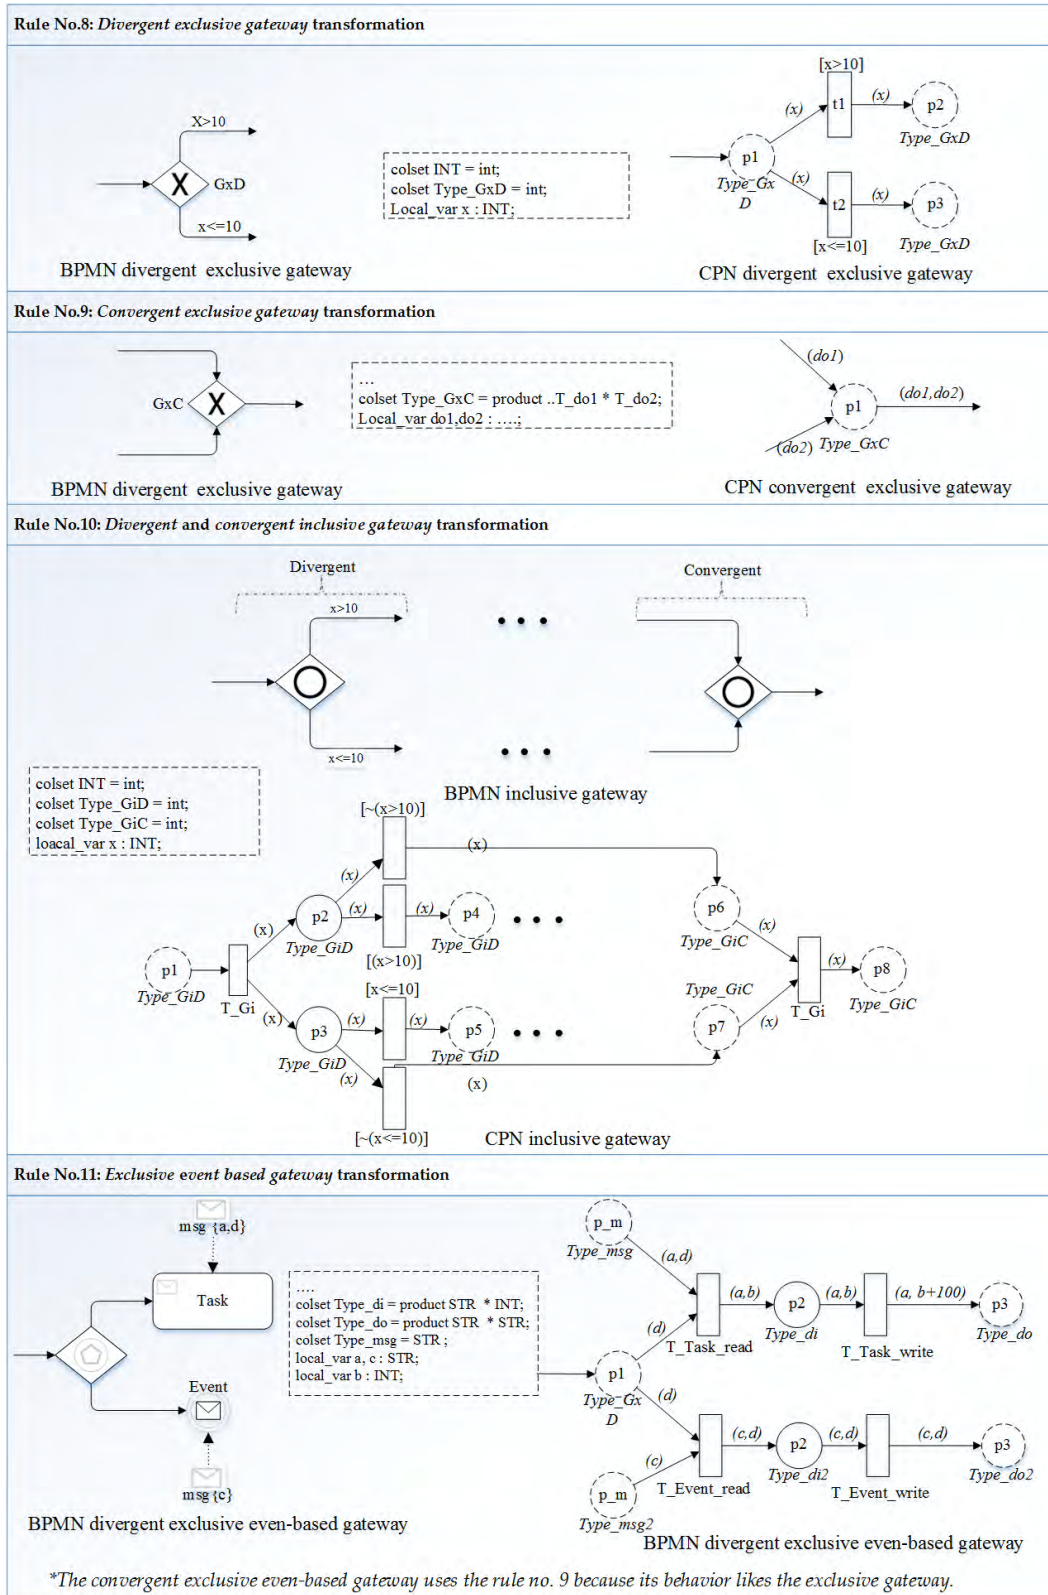 Rule No.8: Divergent exclusive gateway transformation
X>10
X
GxD
x<=10
BPMN divergent exclusive gateway
colset INT = int;
colset Type_GxD = int;
Local_var x : INT;
[x>10]
t1
(x)
(x)
p2
Type_GxD
p1
Type_Gx
D
(x)
t2
(x)
p3
Type_GxD
[x<=10]
CPN divergent exclusive gateway
Rule No.9: Convergent exclusive gateway transformation
GxC
X
BPMN divergent exclusive gateway
...
colset Type_GxC = product ..T_do1 * T_do2;
Local_var do1,do2 : ....;
(do1)
p1
(do1,do2)
(do2)
Type_GxC
CPN convergent exclusive gateway
Rule No.10: Divergent and convergent inclusive gateway transformation
Divergent
Convergent
x>10
x<=10
BPMN inclusive gateway
colset INT = int;
colset Type_GiD = int;
colset Type_GiC = int;
loacal_var x : INT;
[~(x>10)]
(x)
(x)
p2
(x)
(x)
p4
p6
(x)
Type_GiD
Type_GiD
Type_GiC
(x)
[(x>10)]
p1
Type_GiD
T_Gi
(x)
p8
Type_GiC
[x<=10]
Type_GiC
(x)
p3
(x)
(x)
p5
p7
(x)
T_Gi
Type_GiD
Type_GiD
(x)
(x)
[~(x<=10)]
CPN inclusive gateway
Rule No.11: Exclusive event based gateway transformation
msg {a,d}
Task
Event
msg{c}
BPMN divergent exclusive even-based gateway
....
colset Type_di = product STR * INT;
colset Type_do = product STR * STR;
colset Type_msg = STR ;
local_var a, c : STR;
local_var b : INT;
p_m
Type_msg
(a,d)
(a,b)
p2
(a,b)
(a, b+100)
p3
Type_di
Type_do
(d)
T_Task_read
T_Task_write
p1
Type_Gx
D
(d)
(c,d)
p2
(c,d)
(c,d)
p3
Type_di2
Type_do2
(c)
T_Event_read
T_Event_write
p_m
Type_msg2
BPMN divergent exclusive even-based gateway
*The convergent exclusive even-based gateway uses the rule no. 9 because its behavior likes the exclusive gateway.